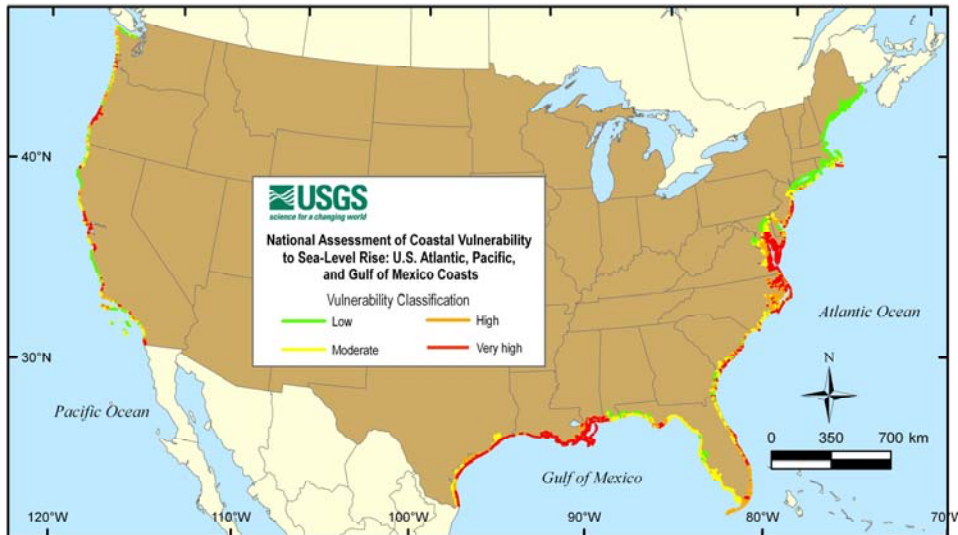 USGS
science for a changing world
National Assessment of Coastal Vulnerability
to Sea-Level Rise: U.S. Atlantic, Pacific,
and Gulf of Mexico Coasts
Vulnerability Classification
Low
High
Moderate
Very high
40°N
40°N
Atlantic Ocean
30°N
30°N
N
Pacific Ocean
0 350 700 km
Gulf of Mexico
120°W
110°W
100°W
90°W
80°W
70°W